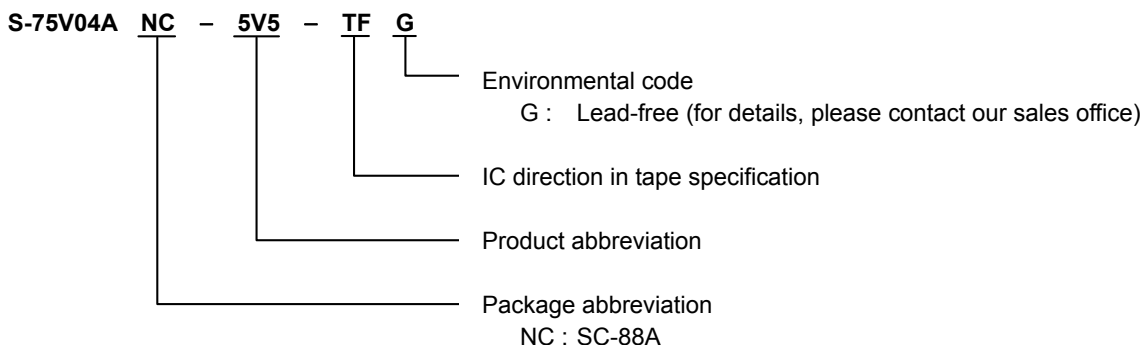 S-75V04A NC – 5V5 – TF G
Environmental code
G : Lead-free (for details, please contact our sales office)
IC direction in tape specification
Product abbreviation
Package abbreviation
NC : SC-88A